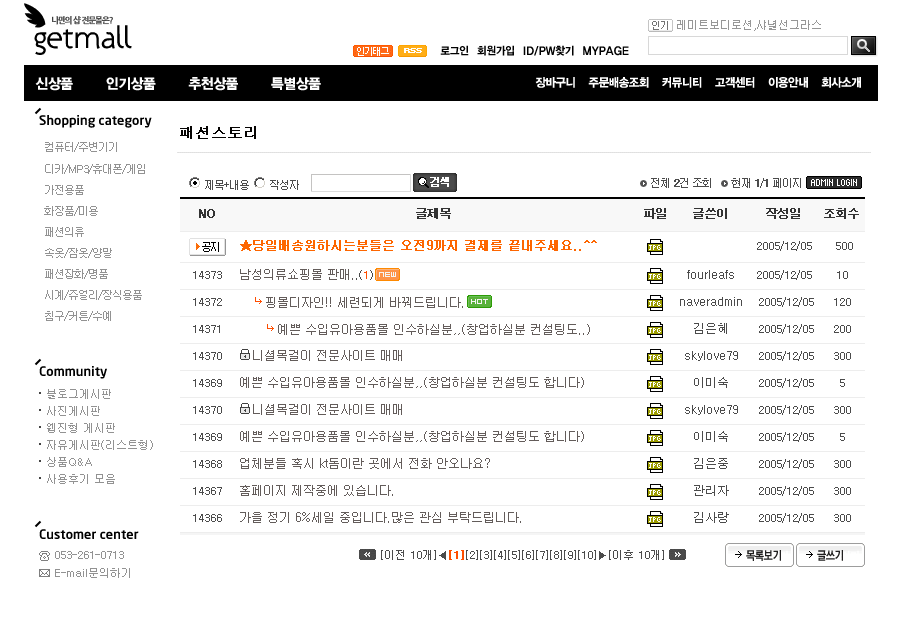 나만의 샵 전문몰은?
getmall
인기 레미트보디로션,샤넬선글라스
인기태그 RSS 로그인 회원가입 ID/PW찾기 MYPAGE
신상품 인기상품 추천상품 특별상품 장바구니 주문배송조회 커뮤니티 고객센터 이용안내 회사소개
Shopping category
컴퓨터/주변기기
디카/MP3/휴대폰/게임
가전용품
화장품/미용
패션의류
속옷/잠옷/양말
패션잡화/명품
시계/쥬얼리/장식용품
침구/커튼/수예
Community
· 블로그게시판
· 사진게시판
· 웹진형 게시판
· 자유게시판(리스트형)
· 상품Q&A
· 사용후기 모음
Customer center
053-261-0713
E-mail문의하기
패션스토리
제목+내용 작성자 검색 전체 2건 조회 현재 1/1 페이지 ADMIN LOGIN
NO 글제목 파일 글쓴이 작성일 조회수
공지 ★당일배송원하시는분들은 오전9까지 결제를 끝내주세요..^^ JPG 2005/12/05 500
14373 남성의류쇼핑몰 판매..(1) NEW JPG fourleafs 2005/12/05 10
14372 핑몰디자인!! 세련되게 바꿔드립니다. HOT JPG naveradmin 2005/12/05 120
14371 예쁜 수입유아용품몰 인수하실분,.(창업하실분 컨설팅도..) JPG 김은혜 2005/12/05 200
14370 니셜목걸이 전문사이트 매매 JPG skylove79 2005/12/05 300
14369 예쁜 수입유아용품몰 인수하실분,.(창업하실분 컨설팅도 합니다) JPG 이미숙 2005/12/05 5
14370 니셜목걸이 전문사이트 매매 JPG skylove79 2005/12/05 300
14369 예쁜 수입유아용품몰 인수하실분,.(창업하실분 컨설팅도 합니다) JPG 이미숙 2005/12/05 5
14368 업체분들 혹시 kt돔이란 곳에서 전화 안오나요? JPG 김은중 2005/12/05 300
14367 홈페이지 제작중에 있습니다. JPG 관리자 2005/12/05 300
14366 가을 정기 6%세일 중입니다.많은 관심 부탁드립니다. JPG 김사랑 2005/12/05 300
[이전 10개]◀[1][2][3][4][5][6][7][8][9][10]▶[이후 10개] → 목록보기 → 글쓰기